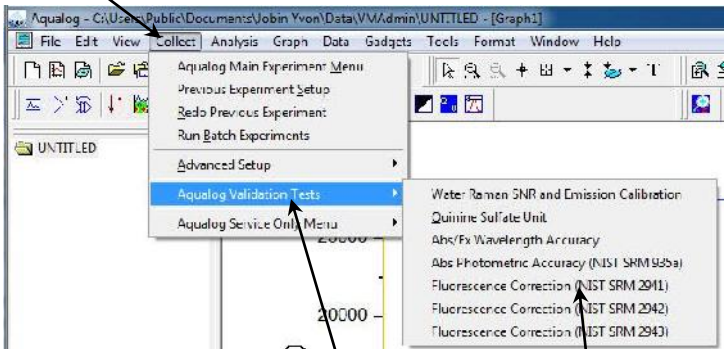 Aqualog - C:\Users\Public\Documents\Jobin Yvon\Data\VMAdmin\UNTITLED - [Graph1]
File Edit View Collect Analysis Graph Data Gadgets Tools Format Window Help
Aqualog Main Experiment Menu
Previous Experiment Setup
Redo Previous Experiment
Run Batch Experiments
UNTITLED
Advanced Setup
Aqualog Validation Tests
Water Raman SNR and Emission Calibration
Aqualog Service Only Menu
Quinine Sulfate Unit
25000
Abs/Ex Wavelength Accuracy
Abs Photometric Accuracy (NIST SRM 935a)
Fluorescence Correction (NIST SRM 2941)
20000
Fluorescence Correction (NIST SRM 2942)
Fluorescence Correction (NIST SRM 2943)